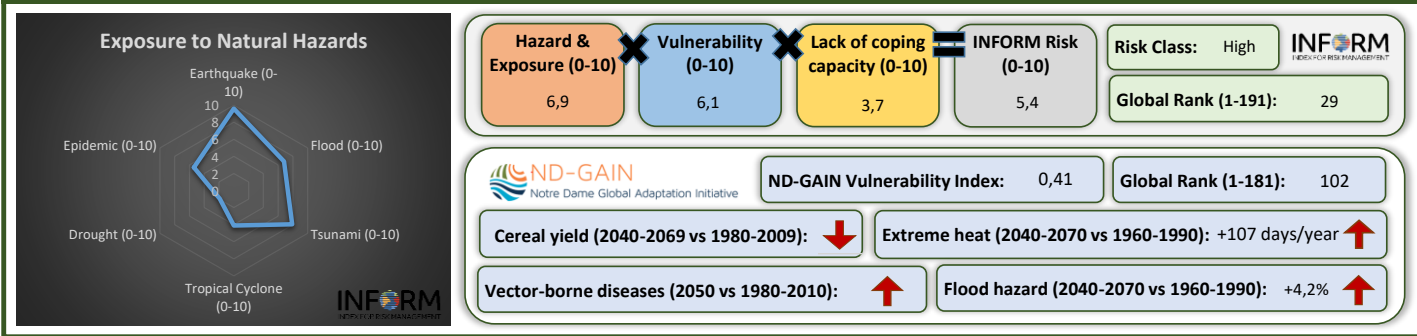 Exposure to Natural Hazards
Earthquake (0-
10)
10
8
6
4
2
0
Flood (0-10)
Tsunami (0-10)
Tropical Cyclone
(0-10)
Drought (0-10)
Epidemic (0-10)
INFORM
INDEX FOR RISK MANAGEMENT
Hazard &
Exposure (0-10)
6,9
Vulnerability
(0-10)
6,1
Lack of coping
capacity (0-10)
3,7
INFORM Risk
(0-10)
5,4
Risk Class: High
INFORM
INDEX FOR RISK MANAGEMENT
Global Rank (1-191): 29
ND-GAIN
Notre Dame Global Adaptation Initiative
ND-GAIN Vulnerability Index: 0,41
Global Rank (1-181): 102
Cereal yield (2040-2069 vs 1980-2009):
Extreme heat (2040-2070 vs 1960-1990): +107 days/year
Vector-borne diseases (2050 vs 1980-2010):
Flood hazard (2040-2070 vs 1960-1990): +4,2%